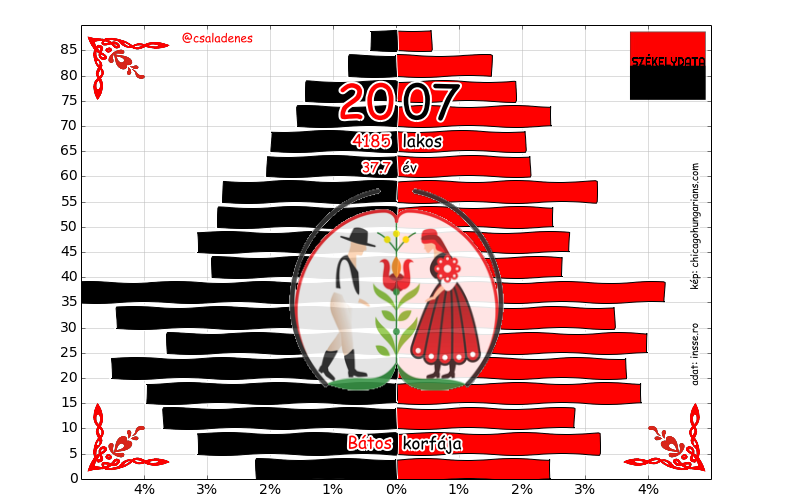 @csaladenes
SZÉKELYDATA
2007
4185 lakos
37.7 év
kép: chicagohungarians.com
adat: insse.ro
Bátos korfája
85
80
75
70
65
60
55
50
45
40
35
30
25
20
15
10
5
0
4% 3% 2% 1% 0% 1% 2% 3% 4%